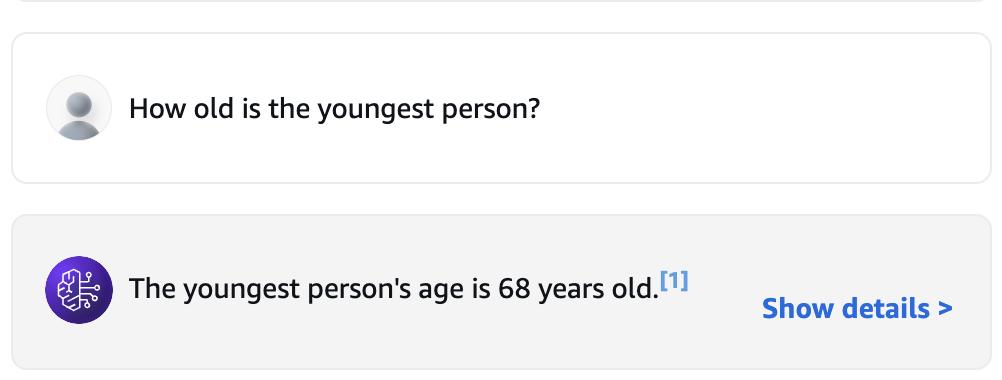 How old is the youngest person?
The youngest person's age is 68 years old.[1]
Show details >